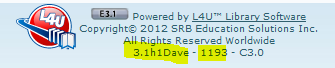 L4U
E3.1 Powered by L4U™ Library Software
Copyright© 2012 SRB Education Solutions Inc.
All Rights Reserved Worldwide
3.1h1Dave - 1193 - C3.0